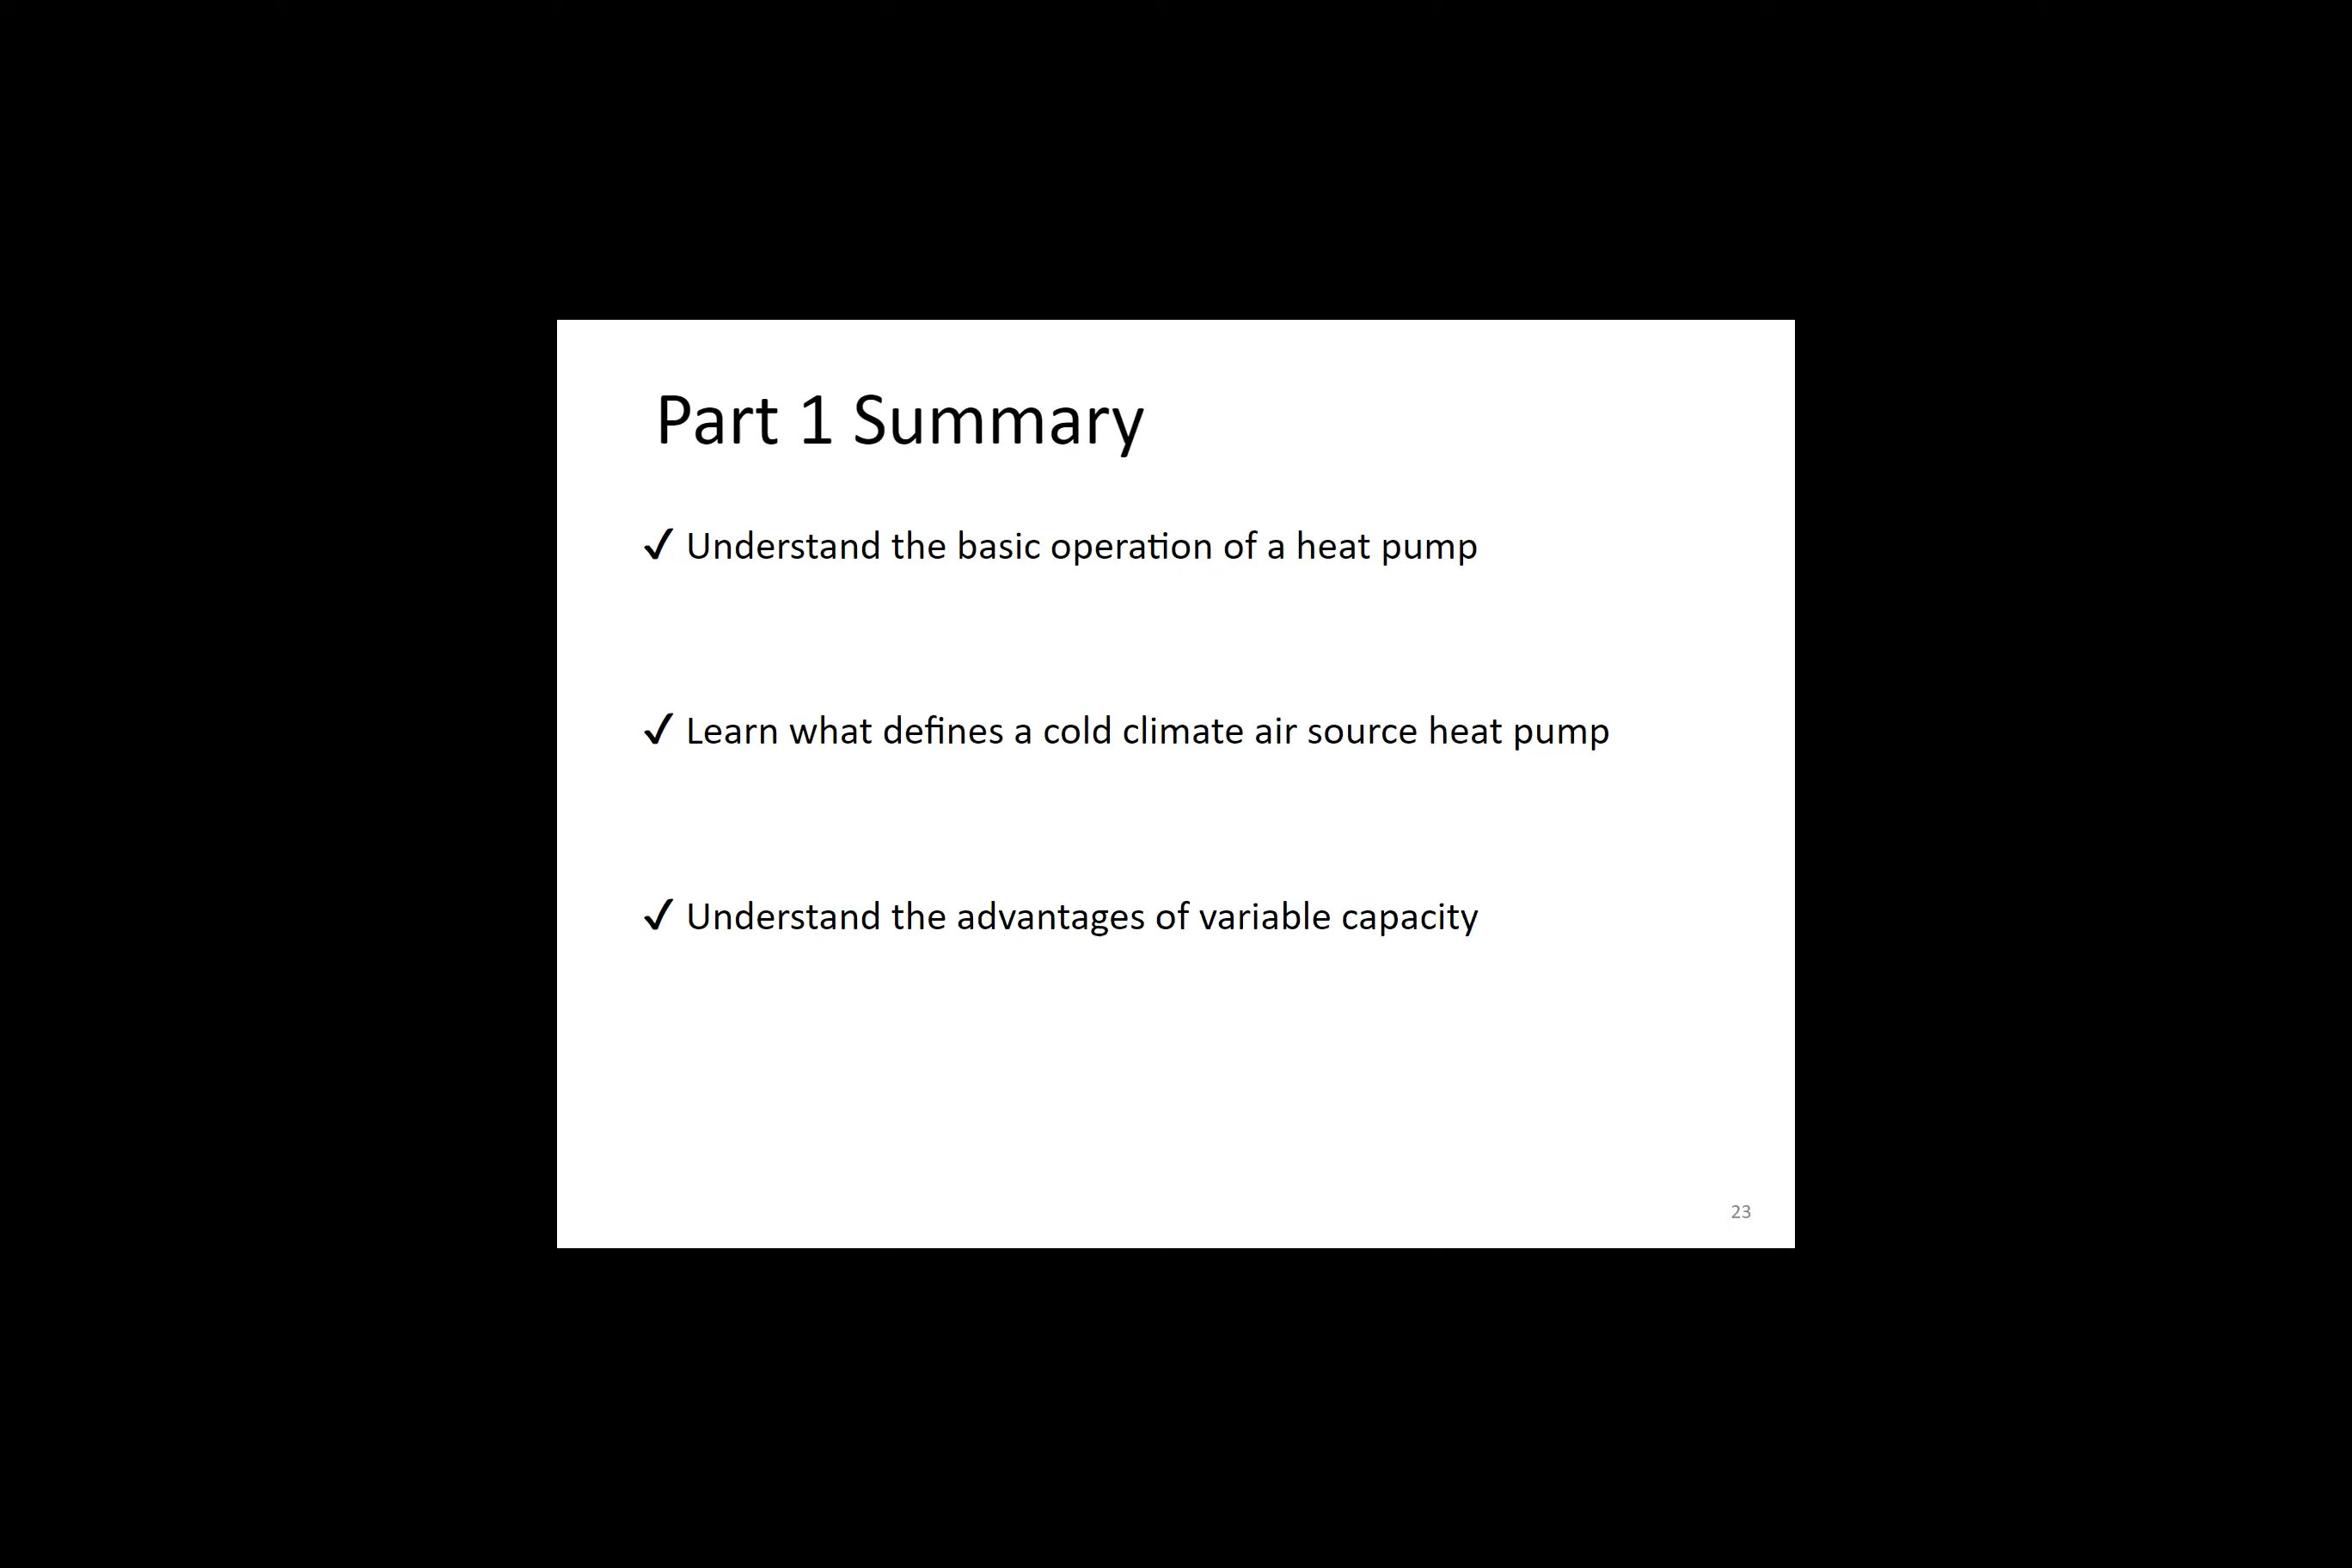 Part 1 Summary
✓ Understand the basic operation of a heat pump
✓ Learn what defines a cold climate air source heat pump
✓ Understand the advantages of variable capacity
23